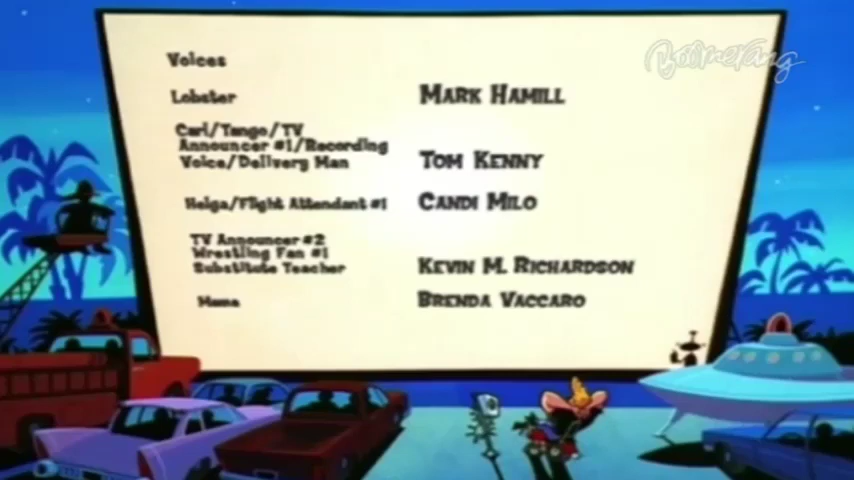 Boomerang
Voices
Lobster MARK HAMILL
Carl/Tango/TV
Announcer #1/Recording
Voice/Delivery Man TOM KENNY
Helga/Flight Attendant #1 CANDI MILO
TV Announcer #2
Wrestling Fan #1
Substitute Teacher KEVIN M. RICHARDSON
Mama BRENDA VACCARO